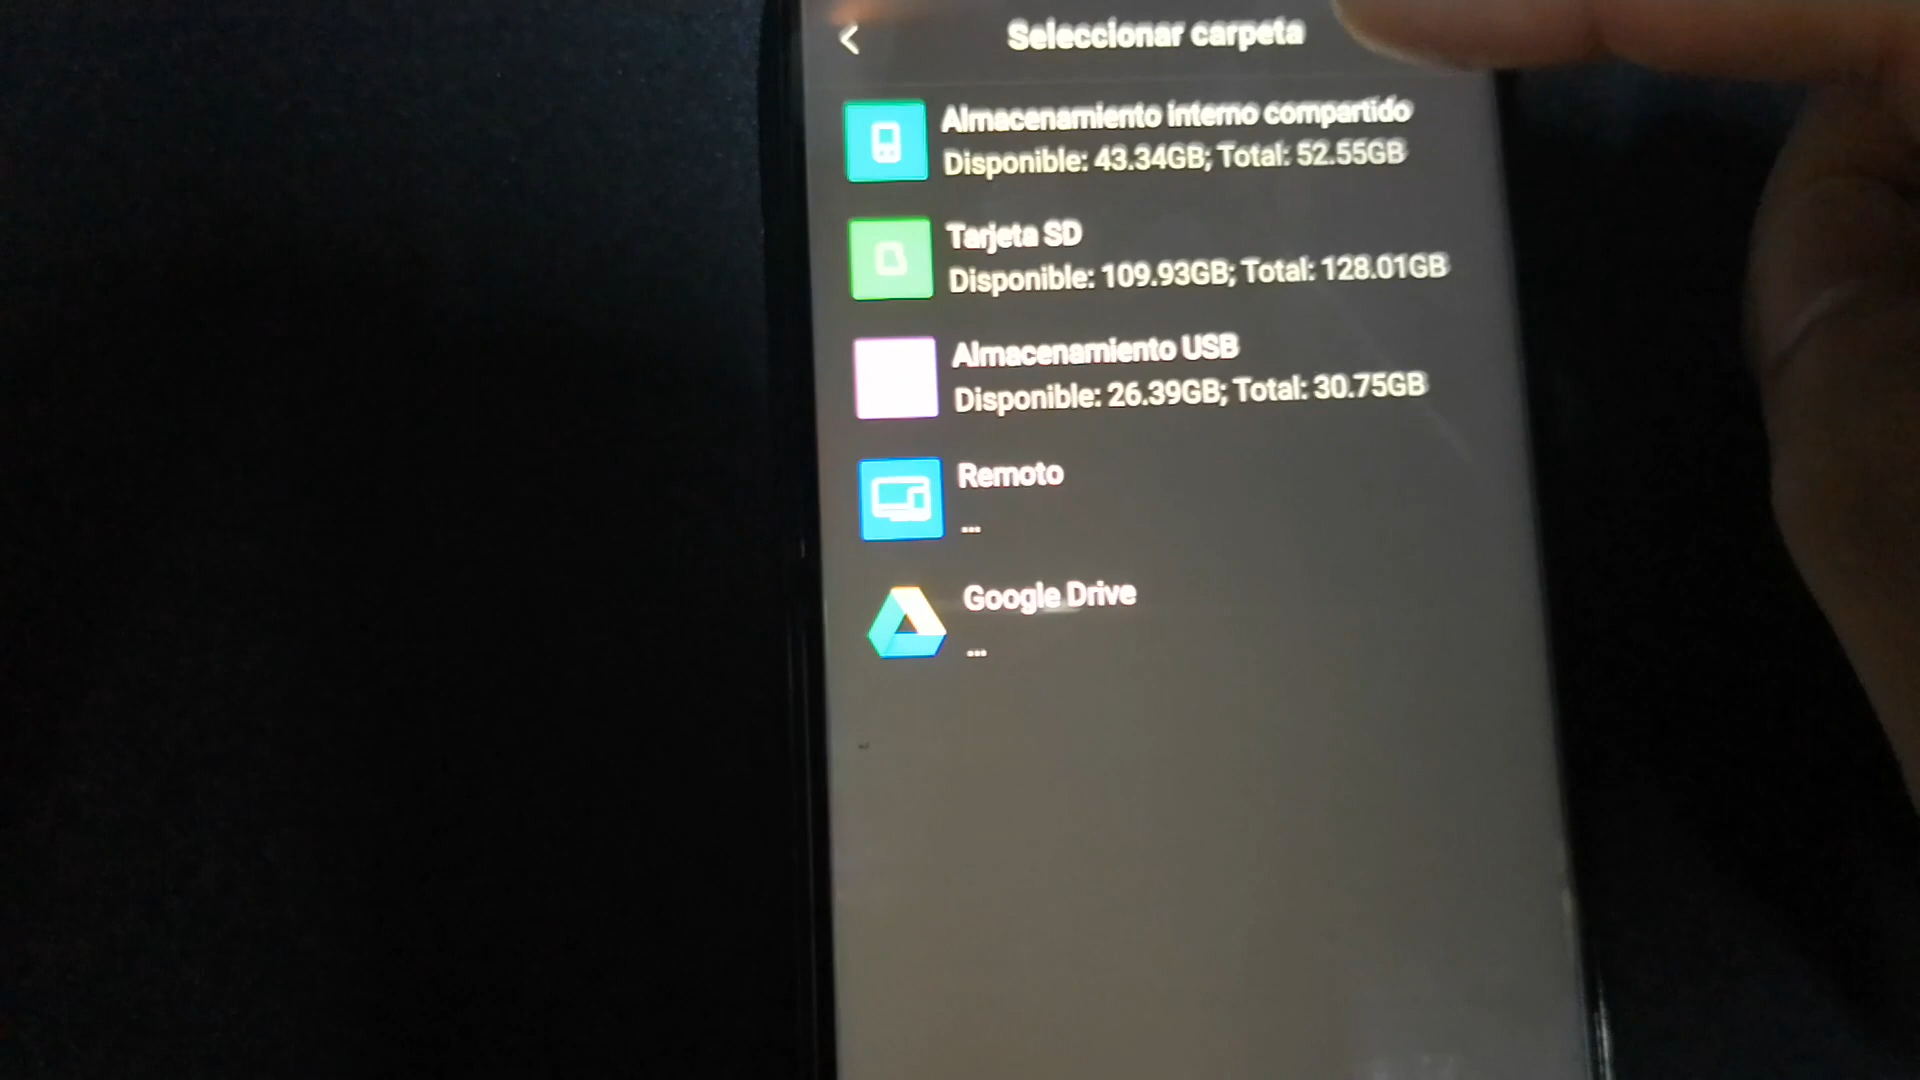 Seleccionar carpeta
Almacenamiento interno compartido
Disponible: 43.34GB; Total: 52.55GB
Tarjeta SD
Disponible: 109.93GB; Total: 128.01GB
Almacenamiento USB
Disponible: 26.39GB; Total: 30.75GB
Remoto
...
Google Drive
...